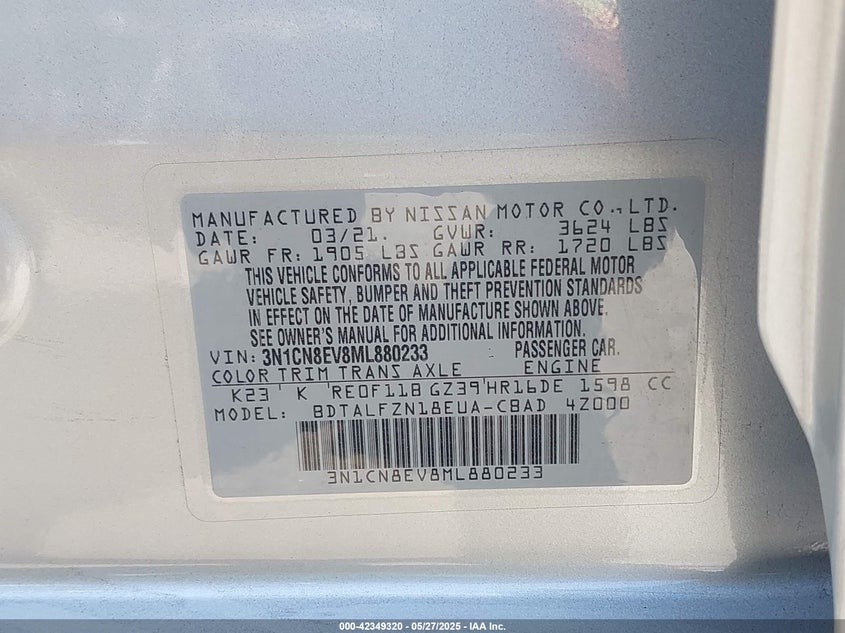 MANUFACTURED BY NISSAN MOTOR CO., LTD.
DATE: 03/21. GVWR: 3624 LBS
GAWR FR: 1905 LBS GAWR RR: 1720 LBS
THIS VEHICLE CONFORMS TO ALL APPLICABLE FEDERAL MOTOR
VEHICLE SAFETY, BUMPER AND THEFT PREVENTION STANDARDS
IN EFFECT ON THE DATE OF MANUFACTURE SHOWN ABOVE.
SEE OWNER'S MANUAL FOR ADDITIONAL INFORMATION.
VIN: 3N1CN8EV8ML880233 PASSENGER CAR.
COLOR TRIM TRANS AXLE ENGINE
K23 K RE0F11B GZ39 HR16DE 1598 CC
MODEL: BDTALFZN18EUA-CBAD 4Z000
3N1CN8EV8ML880233
000-42349320 - 05/27/2025 - IAA Inc.